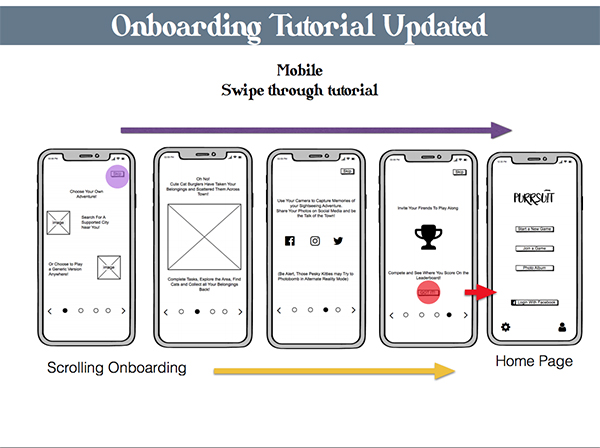 Onboarding Tutorial Updated
Mobile
Swipe through tutorial
Skip
Choose Your Own
Adventure!
Image
Search For A
Supported City
Near You!
Or Choose to Play
a Generic Version
Anywhere!
Image
Oh No!
Cute Cat Burglers Have Taken Your
Belongings and Scattered Them Across
Town!
Complete Tasks, Explore the Area, Find
Cats and Collect all Your Belongings
Back!
Skip
Use Your Camera to Capture Memories of
your Sightseeing Adventure.
Share Your Photos on Social Media and be
the Talk of the Town!
(Be Alert, Those Pesky Kitties may Try to
Photobomb in Alternate Reality Mode)
Skip
Invite Your Friends To Play Along
Compete and See Where You Score On the
Leaderboard!
PURRSUIT
Start a New Game
Join a Game
Photo Album
Login With Facebook
Scrolling Onboarding
Home Page